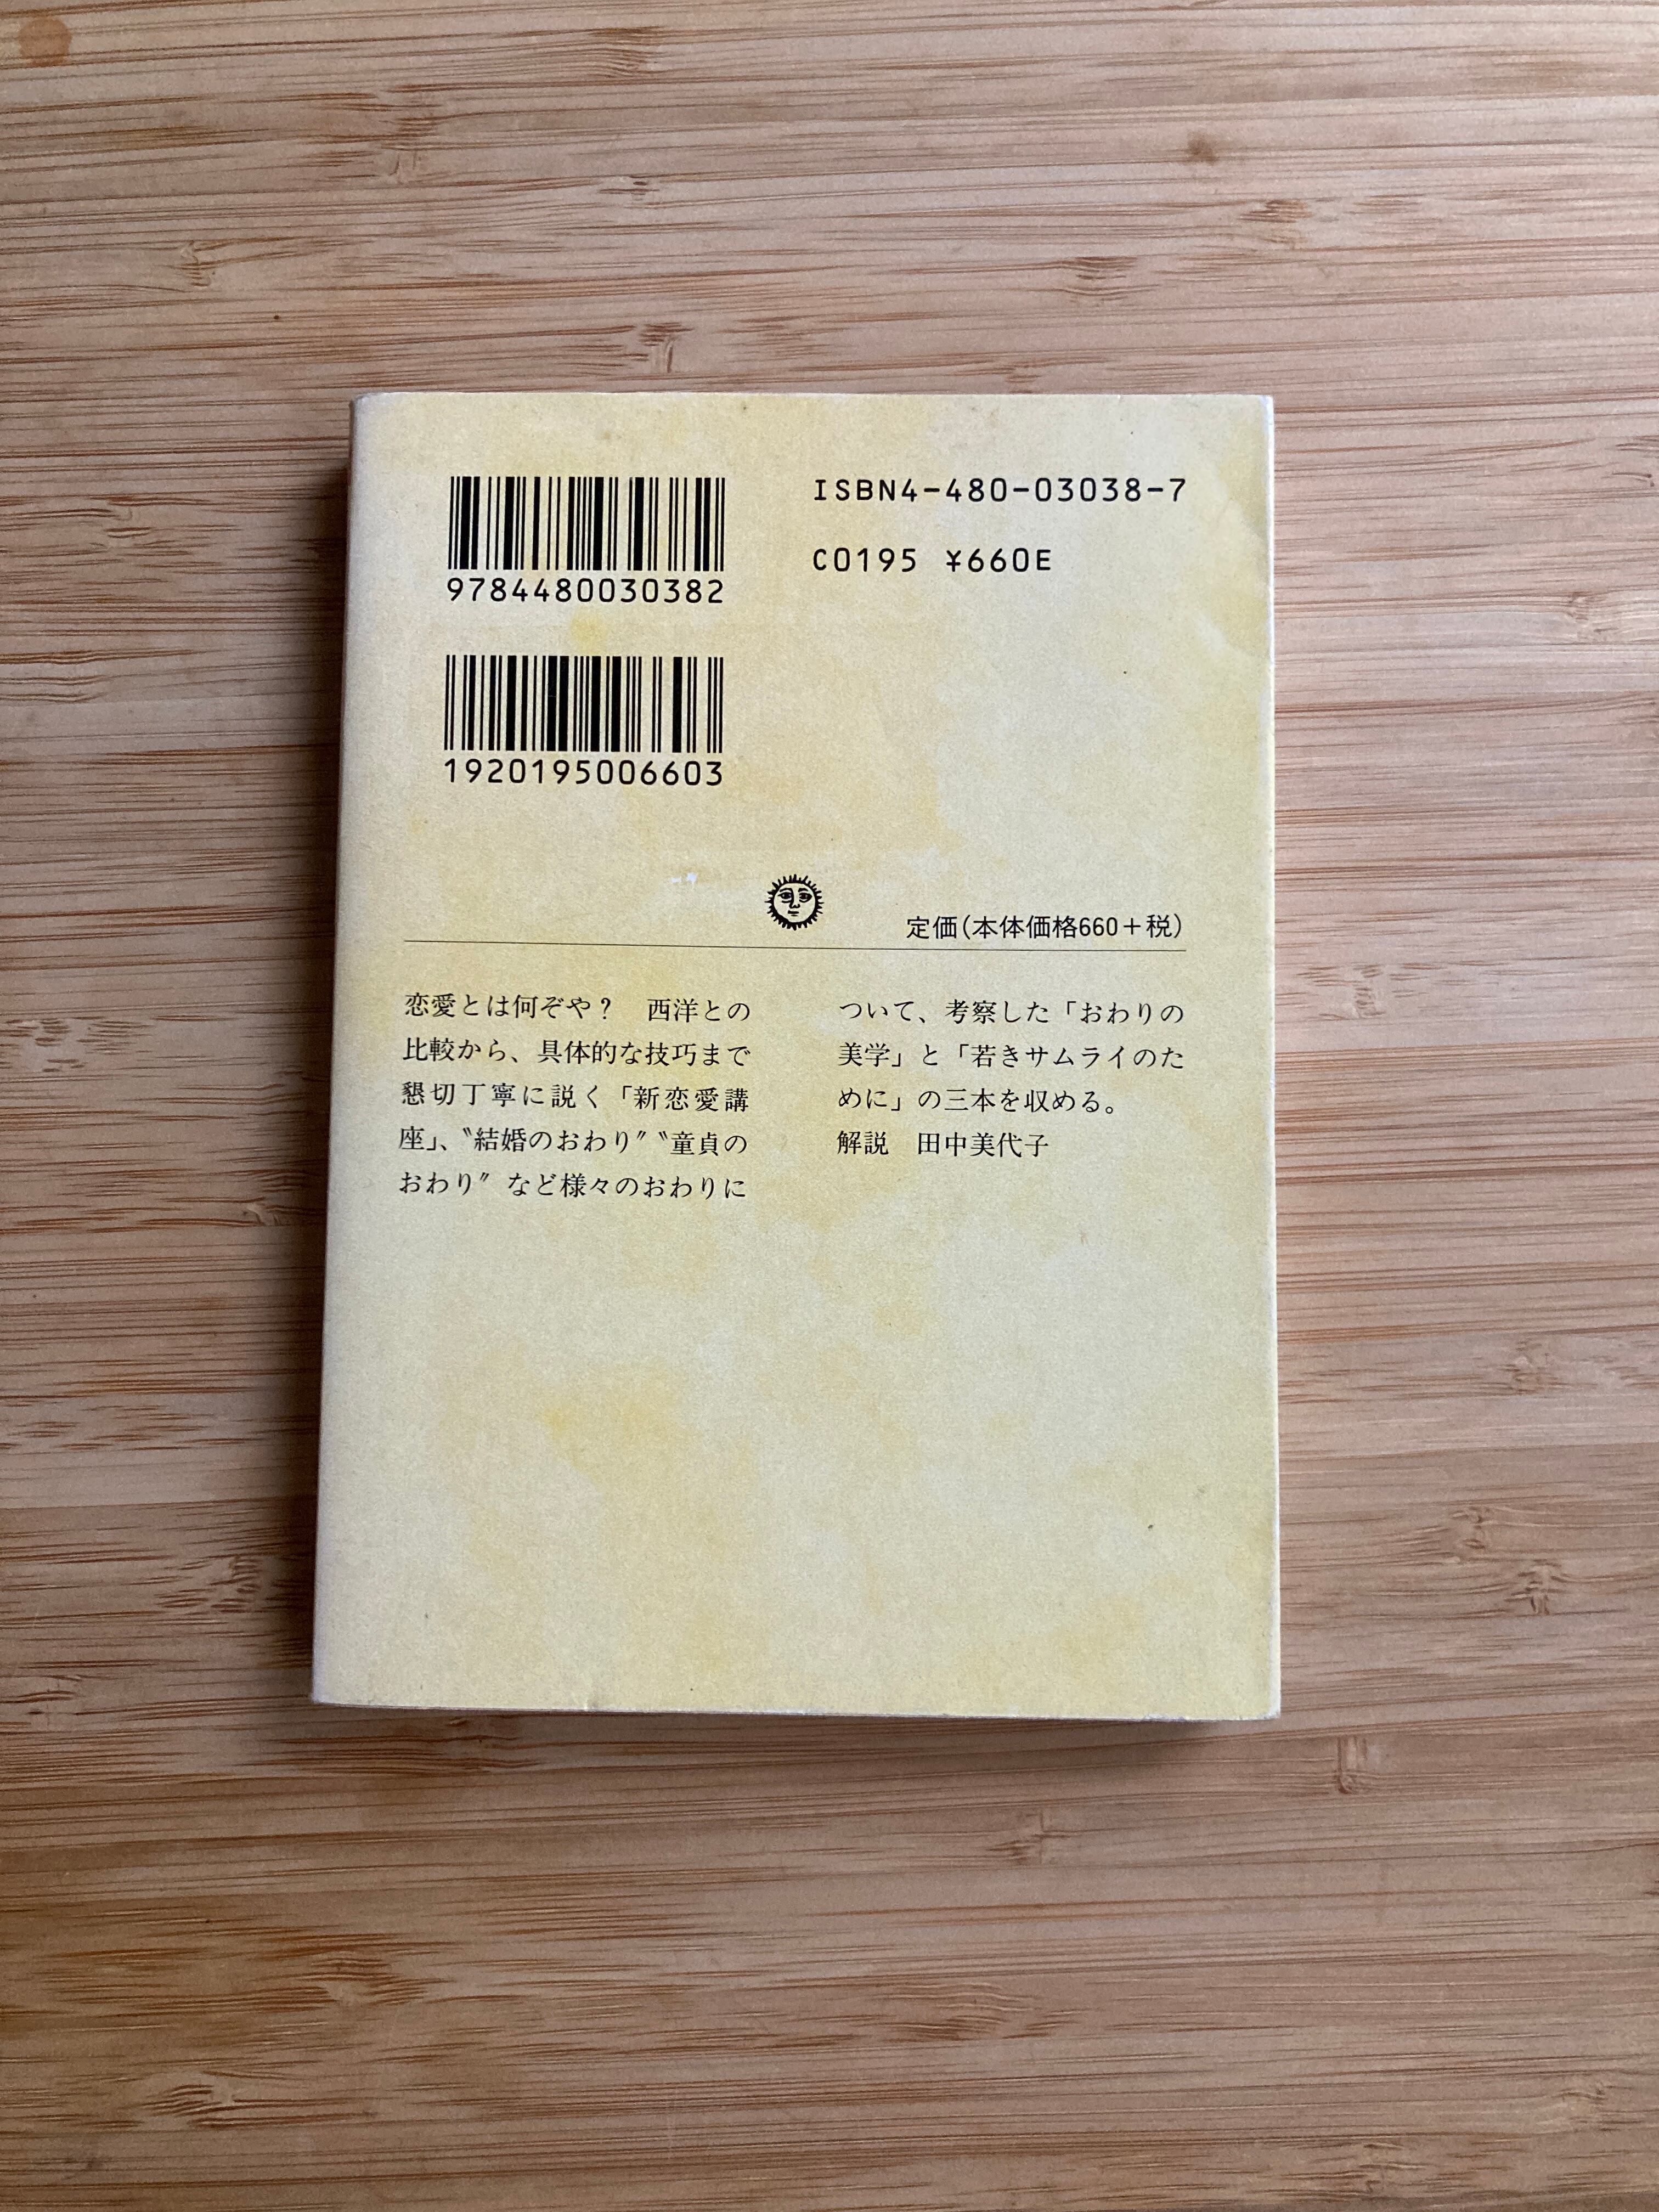 9784480030382
1920195006603
ISBN4-480-03038-7
C0195 ¥660E
定価(本体価格660+税)
恋愛とは何ぞや？　西洋との
比較から、具体的な技巧まで
懇切丁寧に説く「新恋愛講
座」、〝結婚のおわり〟〝童貞の
おわり〟など様々のおわりに
ついて、考察した「おわりの
美学」と「若きサムライのた
めに」の三本を収める。
解説　田中美代子